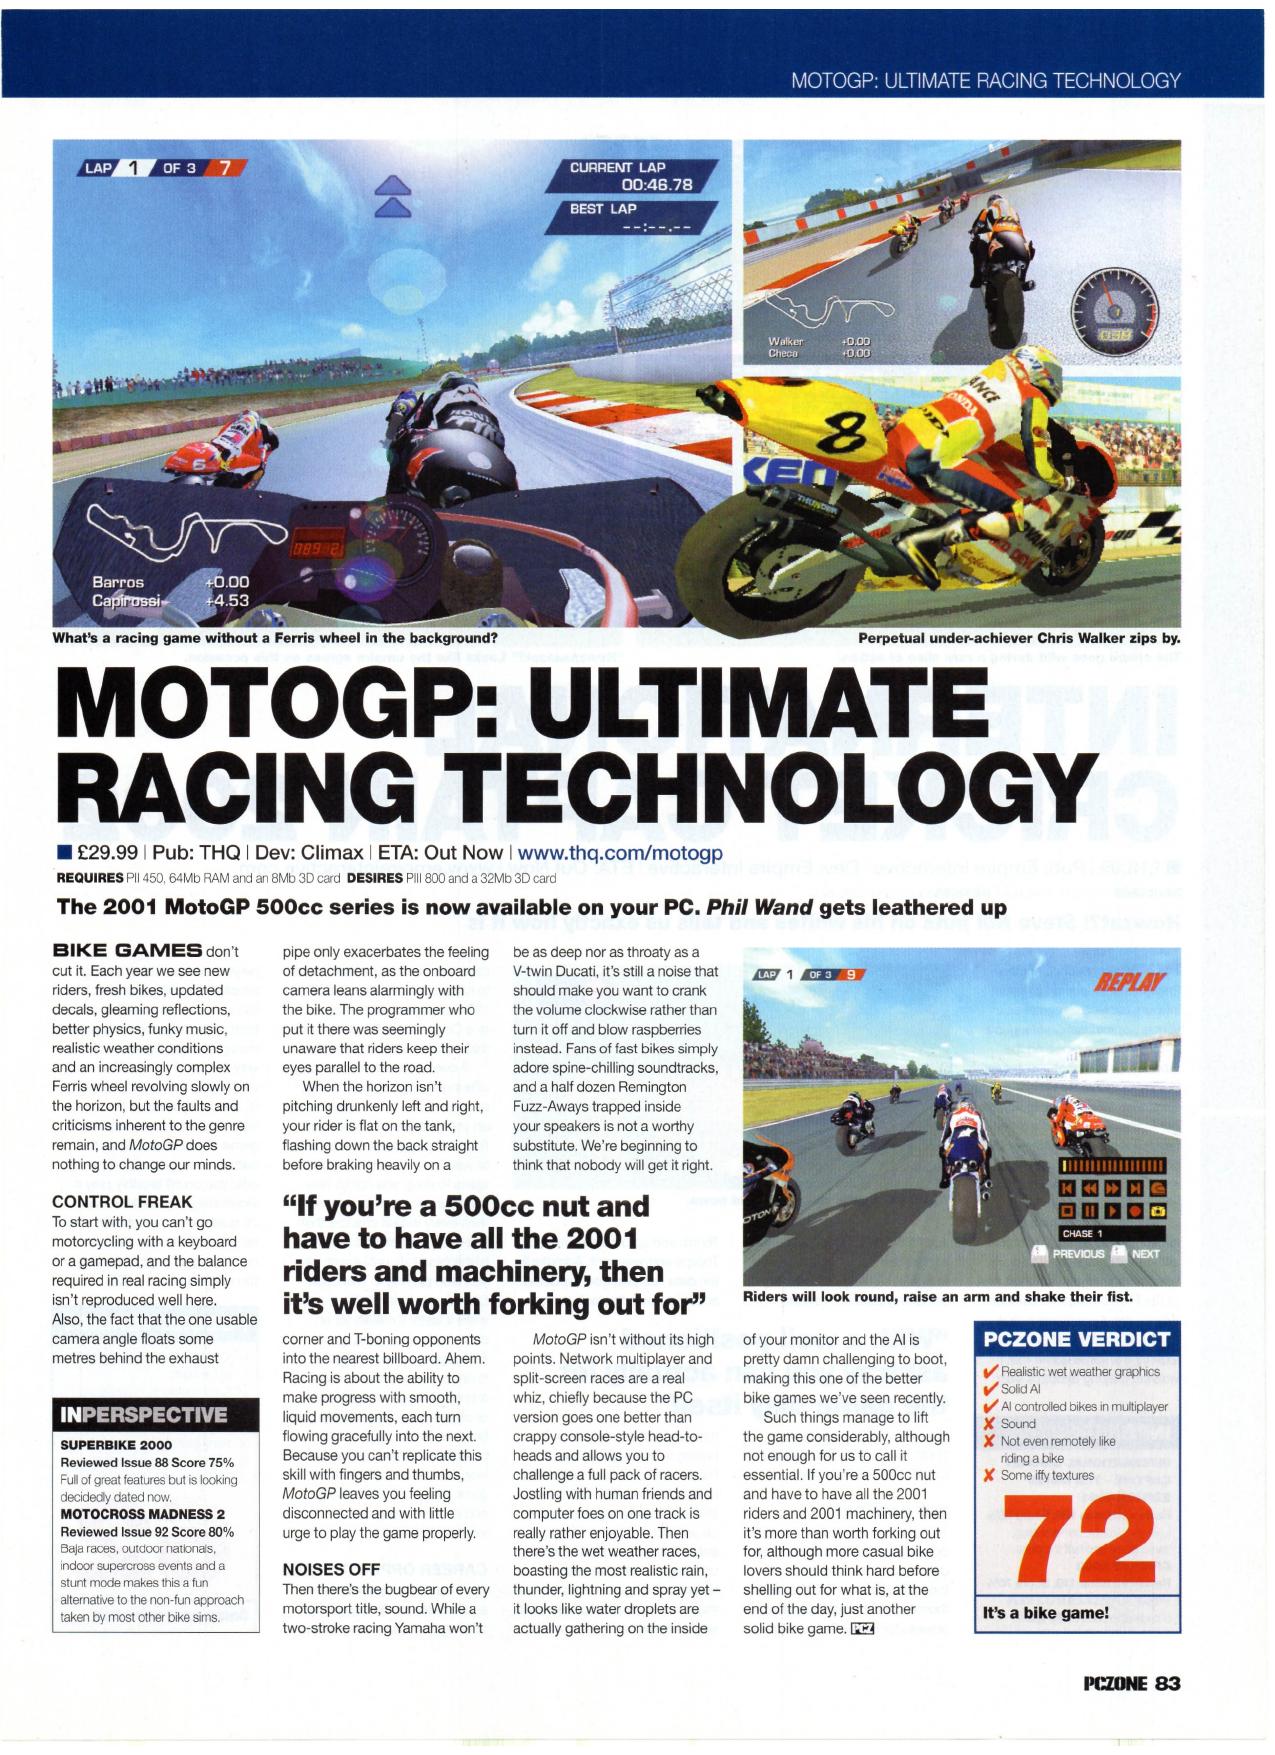 MOTOGP: ULTIMATE RACING TECHNOLOGY
LAP 1 OF 3 7
CURRENT LAP
00:46.78
BEST LAP
--:--.--
6
HONDA
Barros +0.00
Capirossi +4.53
Walker +0.00
Checa +0.00
8
KEN
THUNDER
HONDA
What's a racing game without a Ferris wheel in the background?
Perpetual under-achiever Chris Walker zips by.
MOTOGP: ULTIMATE
RACING TECHNOLOGY
£29.99 | Pub: THQ | Dev: Climax | ETA: Out Now | www.thq.com/motogp
REQUIRES PII 450, 64Mb RAM and an 8Mb 3D card DESIRES PIII 800 and a 32Mb 3D card
The 2001 MotoGP 500cc series is now available on your PC. Phil Wand gets leathered up
BIKE GAMES don't
cut it. Each year we see new
riders, fresh bikes, updated
decals, gleaming reflections,
better physics, funky music,
realistic weather conditions
and an increasingly complex
Ferris wheel revolving slowly on
the horizon, but the faults and
criticisms inherent to the genre
remain, and MotoGP does
nothing to change our minds.
CONTROL FREAK
To start with, you can't go
motorcycling with a keyboard
or a gamepad, and the balance
required in real racing simply
isn't reproduced well here.
Also, the fact that the one usable
camera angle floats some
metres behind the exhaust
pipe only exacerbates the feeling
of detachment, as the onboard
camera leans alarmingly with
the bike. The programmer who
put it there was seemingly
unaware that riders keep their
eyes parallel to the road.
When the horizon isn't
pitching drunkenly left and right,
your rider is flat on the tank,
flashing down the back straight
before braking heavily on a
corner and T-boning opponents
into the nearest billboard. Ahem.
Racing is about the ability to
make progress with smooth,
liquid movements, each turn
flowing gracefully into the next.
Because you can't replicate this
skill with fingers and thumbs,
MotoGP leaves you feeling
disconnected and with little
urge to play the game properly.
NOISES OFF
Then there's the bugbear of every
motorsport title, sound. While a
two-stroke racing Yamaha won't
be as deep nor as throaty as a
V-twin Ducati, it's still a noise that
should make you want to crank
the volume clockwise rather than
turn it off and blow raspberries
instead. Fans of fast bikes simply
adore spine-chilling soundtracks,
and a half dozen Remington
Fuzz-Aways trapped inside
your speakers is not a worthy
substitute. We're beginning to
think that nobody will get it right.
"If you're a 500cc nut and
have to have all the 2001
riders and machinery, then
it's well worth forking out for"
MotoGP isn't without its high
points. Network multiplayer and
split-screen races are a real
whiz, chiefly because the PC
version goes one better than
crappy console-style head-to-
heads and allows you to
challenge a full pack of racers.
Jostling with human friends and
computer foes on one track is
really rather enjoyable. Then
there's the wet weather races,
boasting the most realistic rain,
thunder, lightning and spray yet –
it looks like water droplets are
actually gathering on the inside
of your monitor and the AI is
pretty damn challenging to boot,
making this one of the better
bike games we've seen recently.
Such things manage to lift
the game considerably, although
not enough for us to call it
essential. If you're a 500cc nut
and have to have all the 2001
riders and 2001 machinery, then
it's more than worth forking out
for, although more casual bike
lovers should think hard before
shelling out for what is, at the
end of the day, just another
solid bike game. PCZ
LAP 1 OF 3 9
REPLAY
CHASE 1
PREVIOUS NEXT
Riders will look round, raise an arm and shake their fist.
INPERSPECTIVE
SUPERBIKE 2000
Reviewed Issue 88 Score 75%
Full of great features but is looking
decidedly dated now.
MOTOCROSS MADNESS 2
Reviewed Issue 92 Score 80%
Baja races, outdoor nationals,
indoor supercross events and a
stunt mode makes this a fun
alternative to the non-fun approach
taken by most other bike sims.
PCZONE VERDICT
✓ Realistic wet weather graphics
✓ Solid AI
✓ AI controlled bikes in multiplayer
✗ Sound
✗ Not even remotely like
riding a bike
✗ Some iffy textures
72
It's a bike game!
PCZONE 83